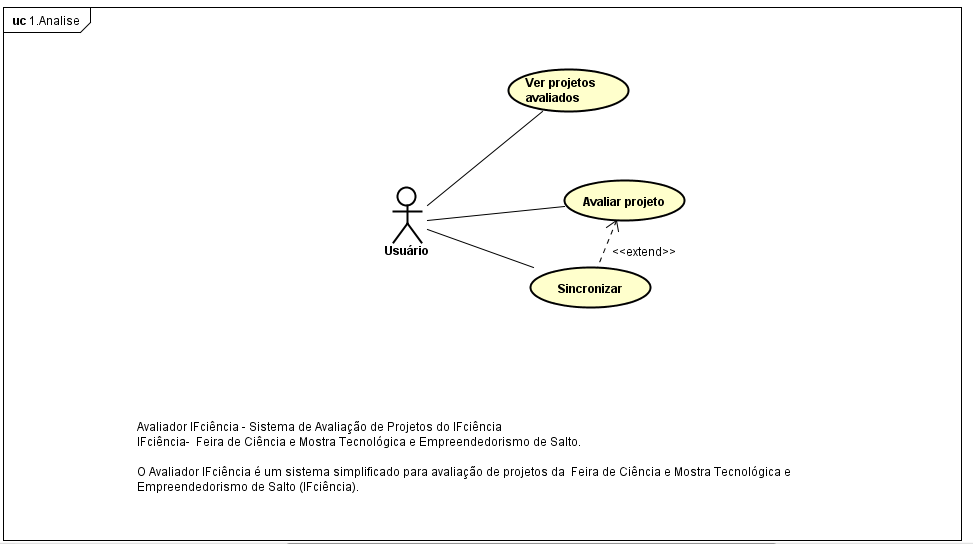 uc 1.Analise
Ver projetos
avaliados
Avaliar projeto
Usuário
<<extend>>
Sincronizar
Avaliador IFciência - Sistema de Avaliação de Projetos do IFciência
IFciência-  Feira de Ciência e Mostra Tecnológica e Empreendedorismo de Salto.
O Avaliador IFciência é um sistema simplificado para avaliação de projetos da  Feira de Ciência e Mostra Tecnológica e
Empreendedorismo de Salto (IFciência).